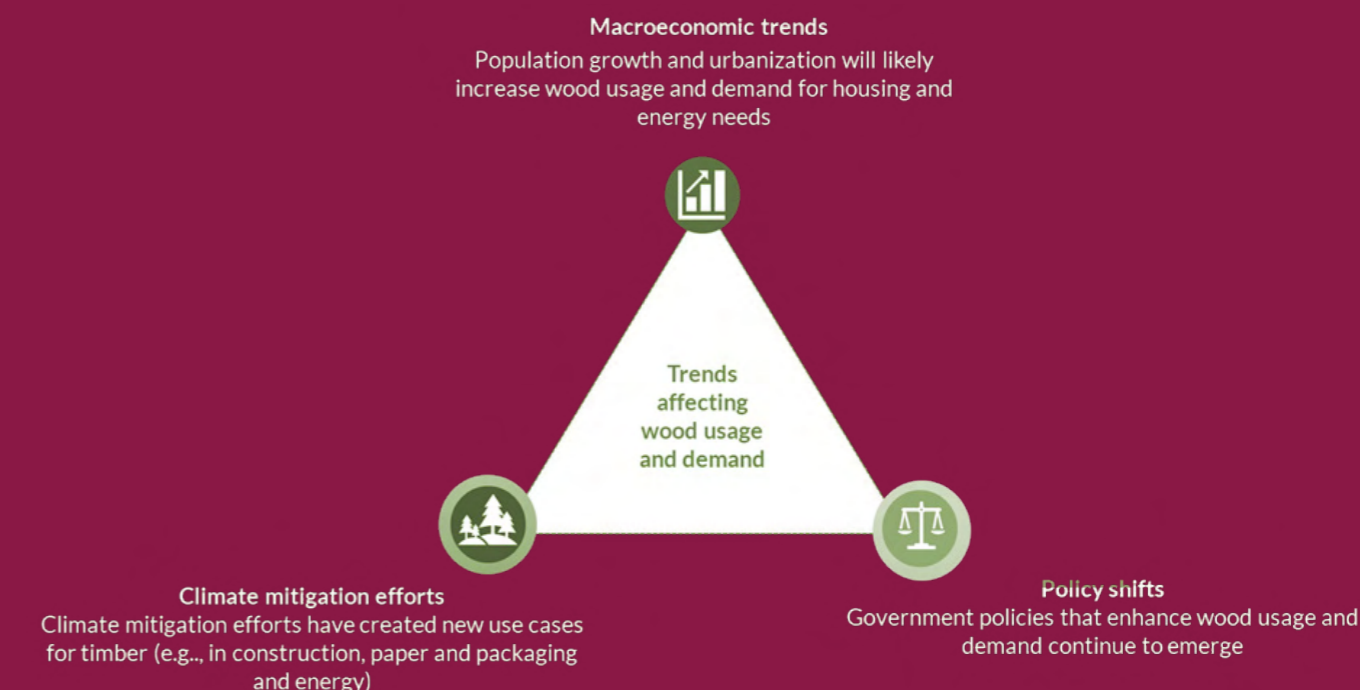 Macroeconomic trends
Population growth and urbanization will likely
increase wood usage and demand for housing and
energy needs
Trends
affecting
wood usage
and demand
Climate mitigation efforts
Climate mitigation efforts have created new use cases
for timber (e.g.., in construction, paper and packaging
and energy)
Policy shifts
Government policies that enhance wood usage and
demand continue to emerge